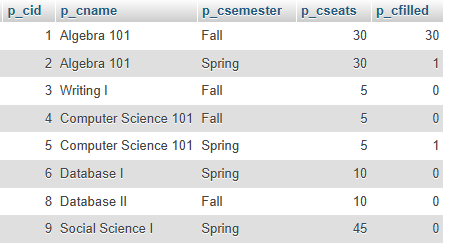 p_cid p_cname p_csemester p_cseats p_cfilled
1 Algebra 101 Fall 30 30
2 Algebra 101 Spring 30 1
3 Writing I Fall 5 0
4 Computer Science 101 Fall 5 0
5 Computer Science 101 Spring 5 1
6 Database I Spring 10 0
8 Database II Fall 10 0
9 Social Science I Spring 45 0